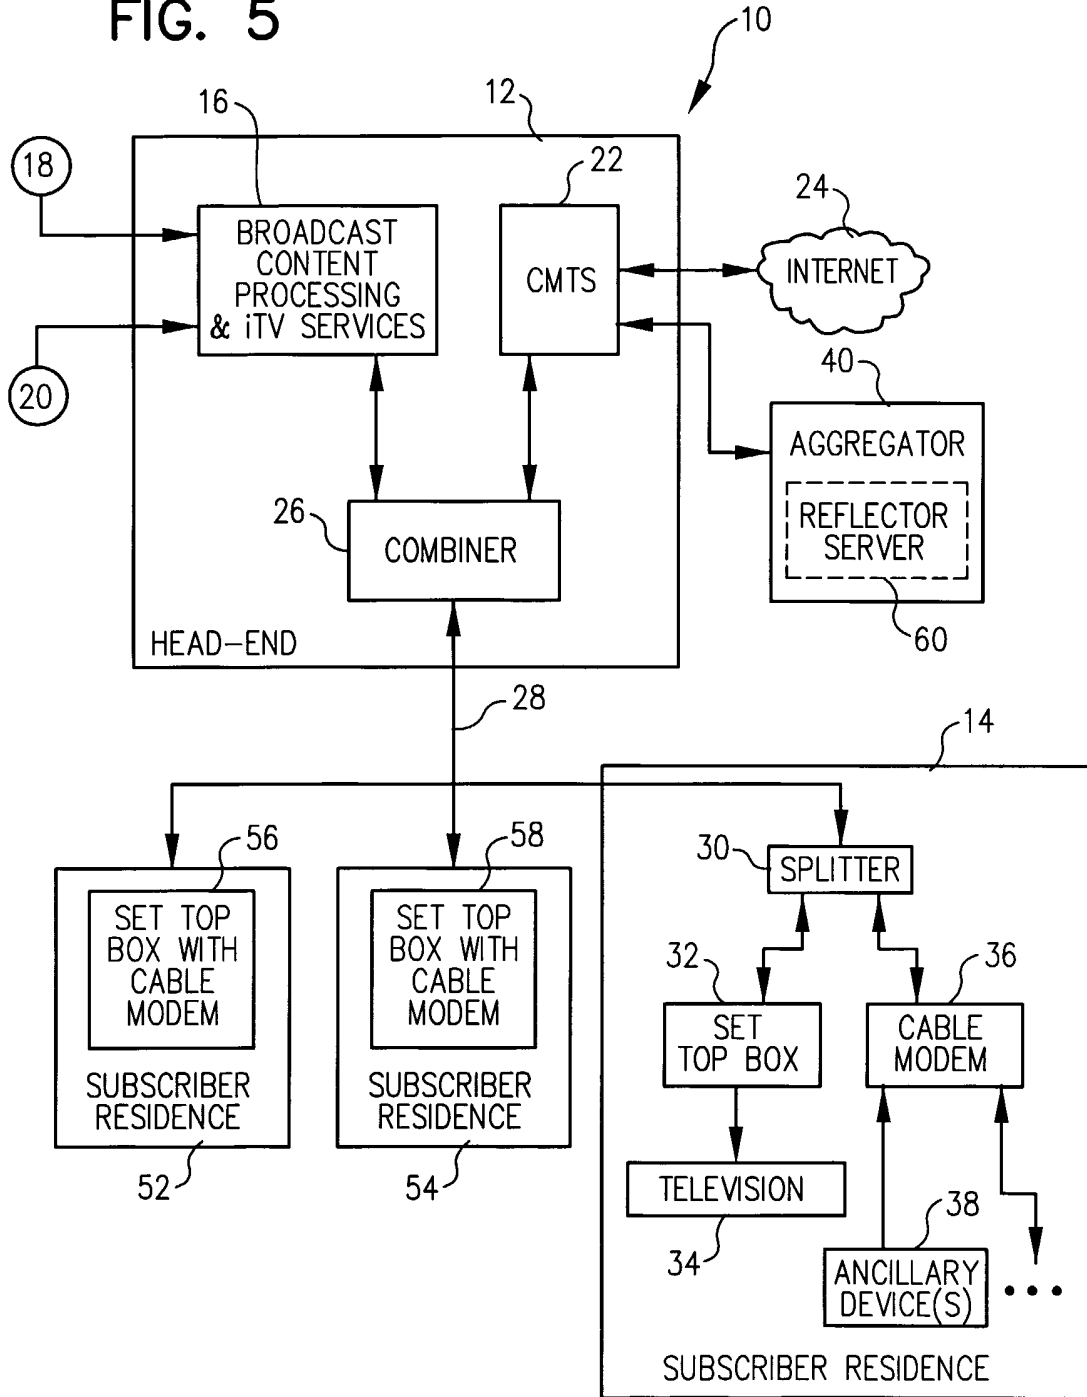 FIG. 5
10
16
12
18
22
24
BROADCAST
CONTENT
PROCESSING
& iTV SERVICES
CMTS
INTERNET
20
40
AGGREGATOR
REFLECTOR
SERVER
60
26
COMBINER
HEAD-END
28
14
56
58
30
SPLITTER
SET TOP
BOX WITH
CABLE
MODEM
SUBSCRIBER
RESIDENCE
52
SET TOP
BOX WITH
CABLE
MODEM
SUBSCRIBER
RESIDENCE
54
32
36
SET
TOP BOX
CABLE
MODEM
TELEVISION
34
38
ANCILLARY
DEVICE(S)
•••
SUBSCRIBER RESIDENCE